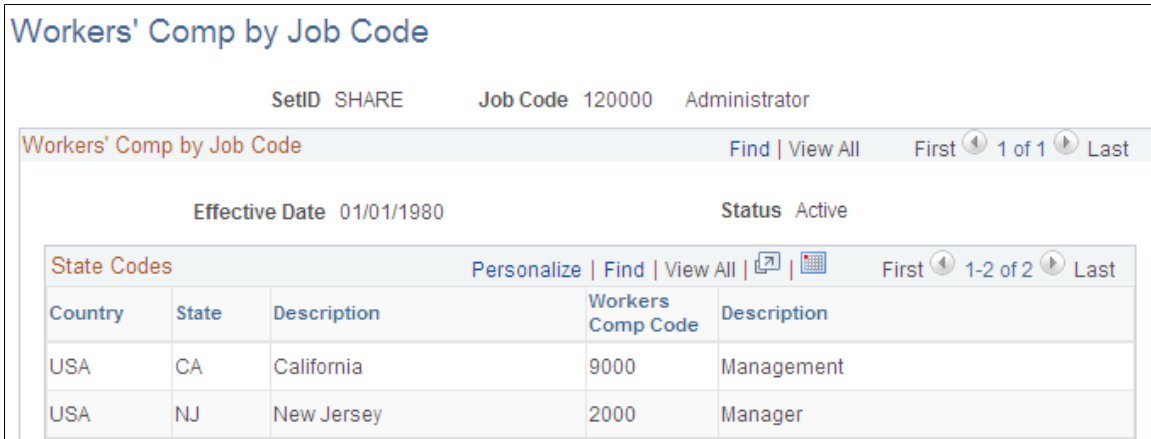 Workers' Comp by Job Code
SetID SHARE Job Code 120000 Administrator
Workers' Comp by Job Code Find | View All First 1 of 1 Last
Effective Date 01/01/1980 Status Active
State Codes Personalize | Find | View All | | First 1-2 of 2 Last
Country State Description Workers Comp Code Description
USA CA California 9000 Management
USA NJ New Jersey 2000 Manager